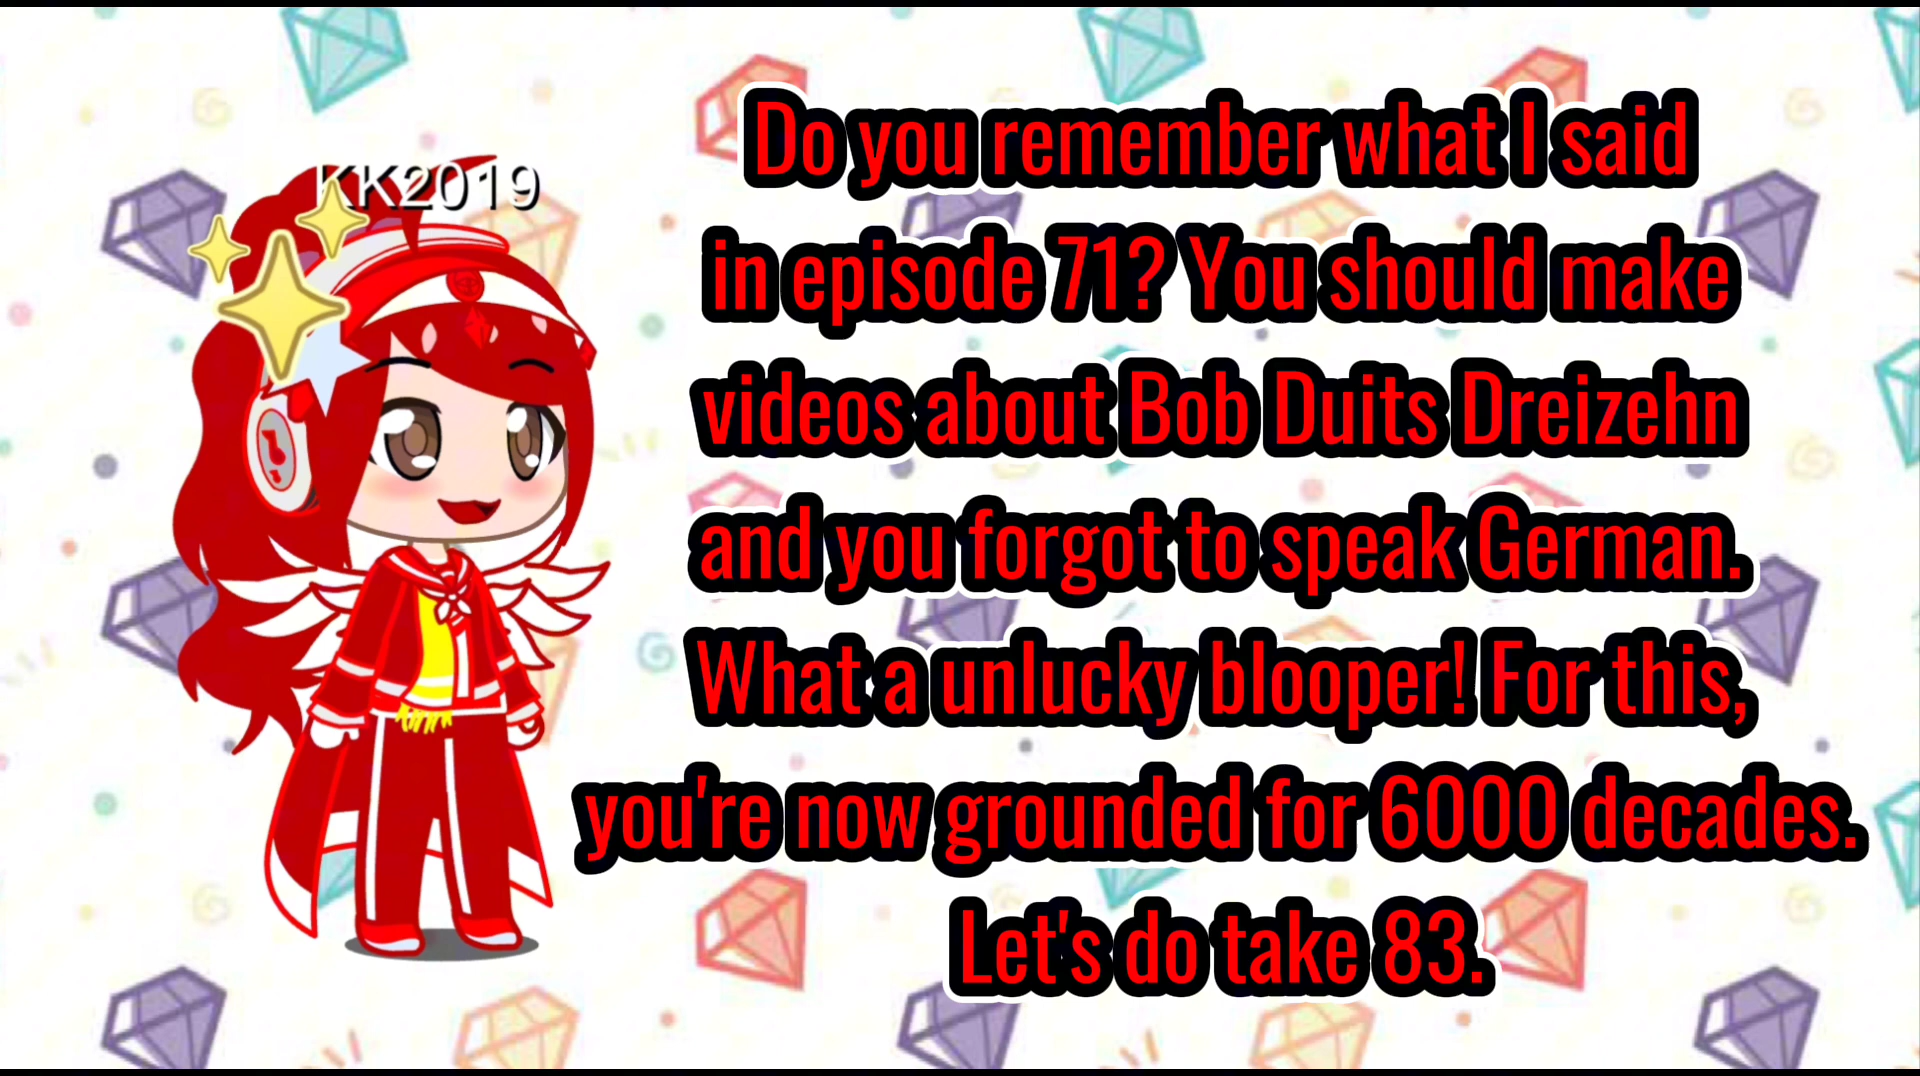 KK2019
Do you remember what I said
in episode 71? You should make
videos about Bob Duits Dreizehn
and you forgot to speak German.
What a unlucky blooper! For this,
you're now grounded for 6000 decades.
Let's do take 83.